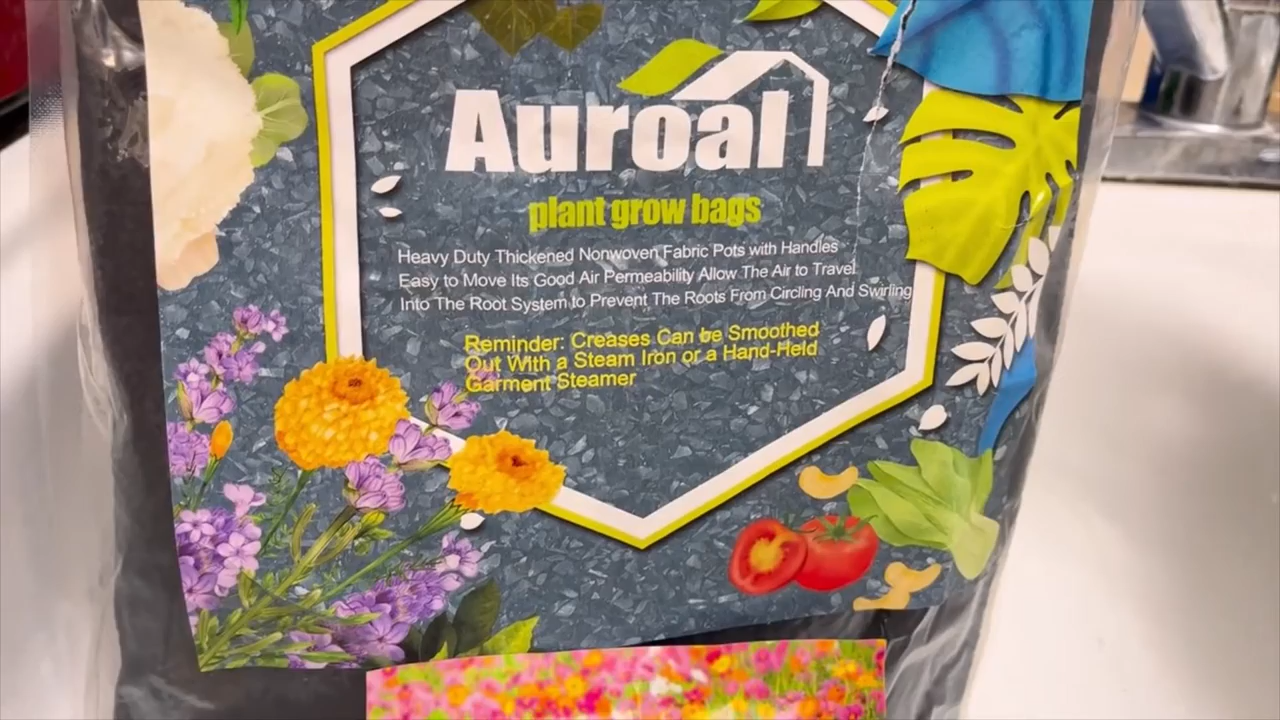 Auroal
plant grow bags
Heavy Duty Thickened Nonwoven Fabric Pots with Handles
Easy to Move Its Good Air Permeability Allow The Air to Travel
Into The Root System to Prevent The Roots From Circling And Swirling
Reminder: Creases Can be Smoothed
Out With a Steam Iron or a Hand-Held
Garment Steamer